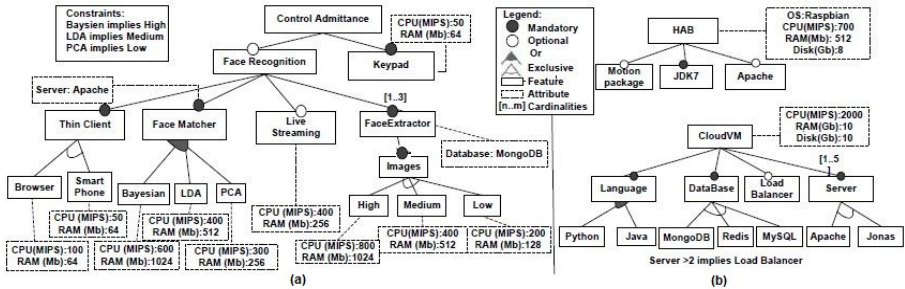 Constraints:
Baysien implies High
LDA implies Medium
PCA implies Low
Control Admittance
CPU(MIPS):50
RAM (Mb):64
Face Recognition
Keypad
Server: Apache
[1..3]
Thin Client
Face Matcher
Live
Streaming
FaceExtractor
Database: MongoDB
Images
Browser
Smart
Phone
Bayesian
LDA
PCA
High
Medium
Low
CPU (MIPS):50
RAM (Mb):64
CPU (MIPS):400
RAM (Mb):512
CPU (MIPS):400
RAM (Mb):256
CPU (MIPS):400
RAM (Mb):512
CPU (MIPS):200
RAM (Mb):128
CPU(MIPS):100
RAM (Mb):64
CPU (MIPS):600
RAM (Mb):1024
CPU (MIPS):300
RAM (Mb):256
CPU (MIPS):800
RAM (Mb):1024
(a)
Legend:
Mandatory
Optional
Or
Exclusive
Feature
Attribute
[n..m] Cardinalities
HAB
OS:Raspbian
CPU(MIPS):700
RAM(Mb): 512
Disk(Gb):8
Motion
package
JDK7
Apache
CloudVM
CPU(MIPS):2000
RAM(Gb):10
Disk(Gb):10
[1..5
]
Language
DataBase
Load
Balancer
Server
Python
Java
MongoDB
Redis
MySQL
Apache
Jonas
Server >2 implies Load Balancer
(b)